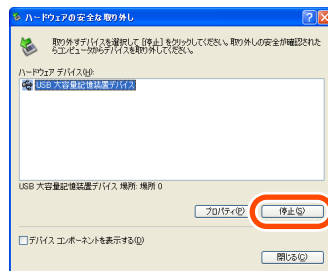 ハードウェアの安全な取り外し
取り外すデバイスを選択して [停止] をクリックしてください。取り外しの安全が確認された
らコンピュータからデバイスを取り外してください。
ハードウェア デバイス(H):
USB 大容量記憶装置デバイス
USB 大容量記憶装置デバイス 場所: 場所 0
プロパティ(P)
停止(S)
デバイス コンポーネントを表示する(D)
閉じる(C)